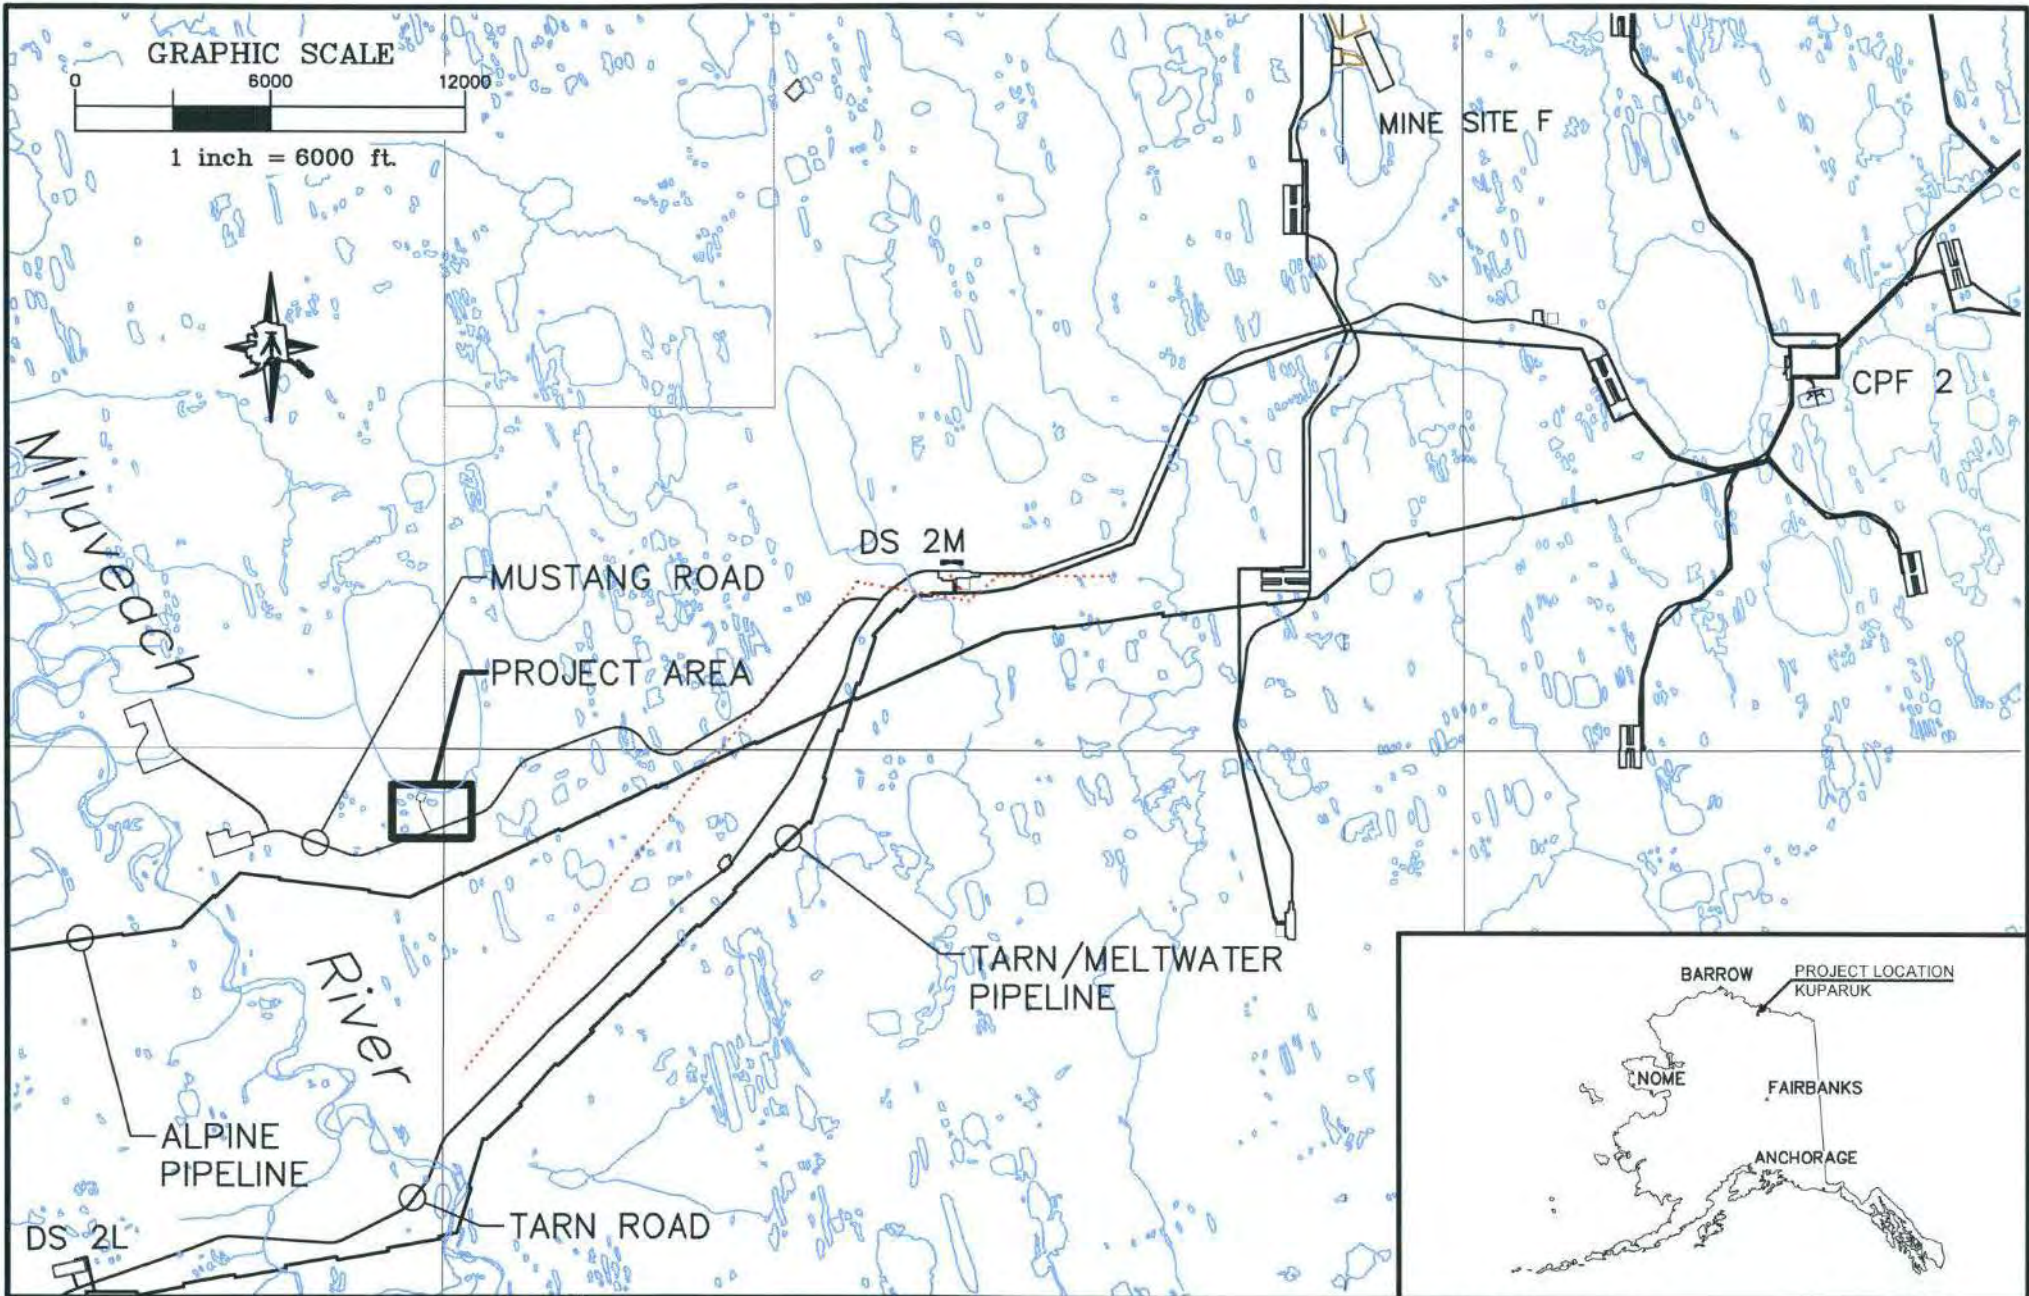 GRAPHIC SCALE
0 6000 12000
1 inch = 6000 ft.
MINE SITE F
CPF 2
Miluveach
DS 2M
MUSTANG ROAD
PROJECT AREA
TARN/MELTWATER
PIPELINE
River
ALPINE
PIPELINE
TARN ROAD
DS 2L
BARROW
PROJECT LOCATION
KUPARUK
NOME
FAIRBANKS
ANCHORAGE